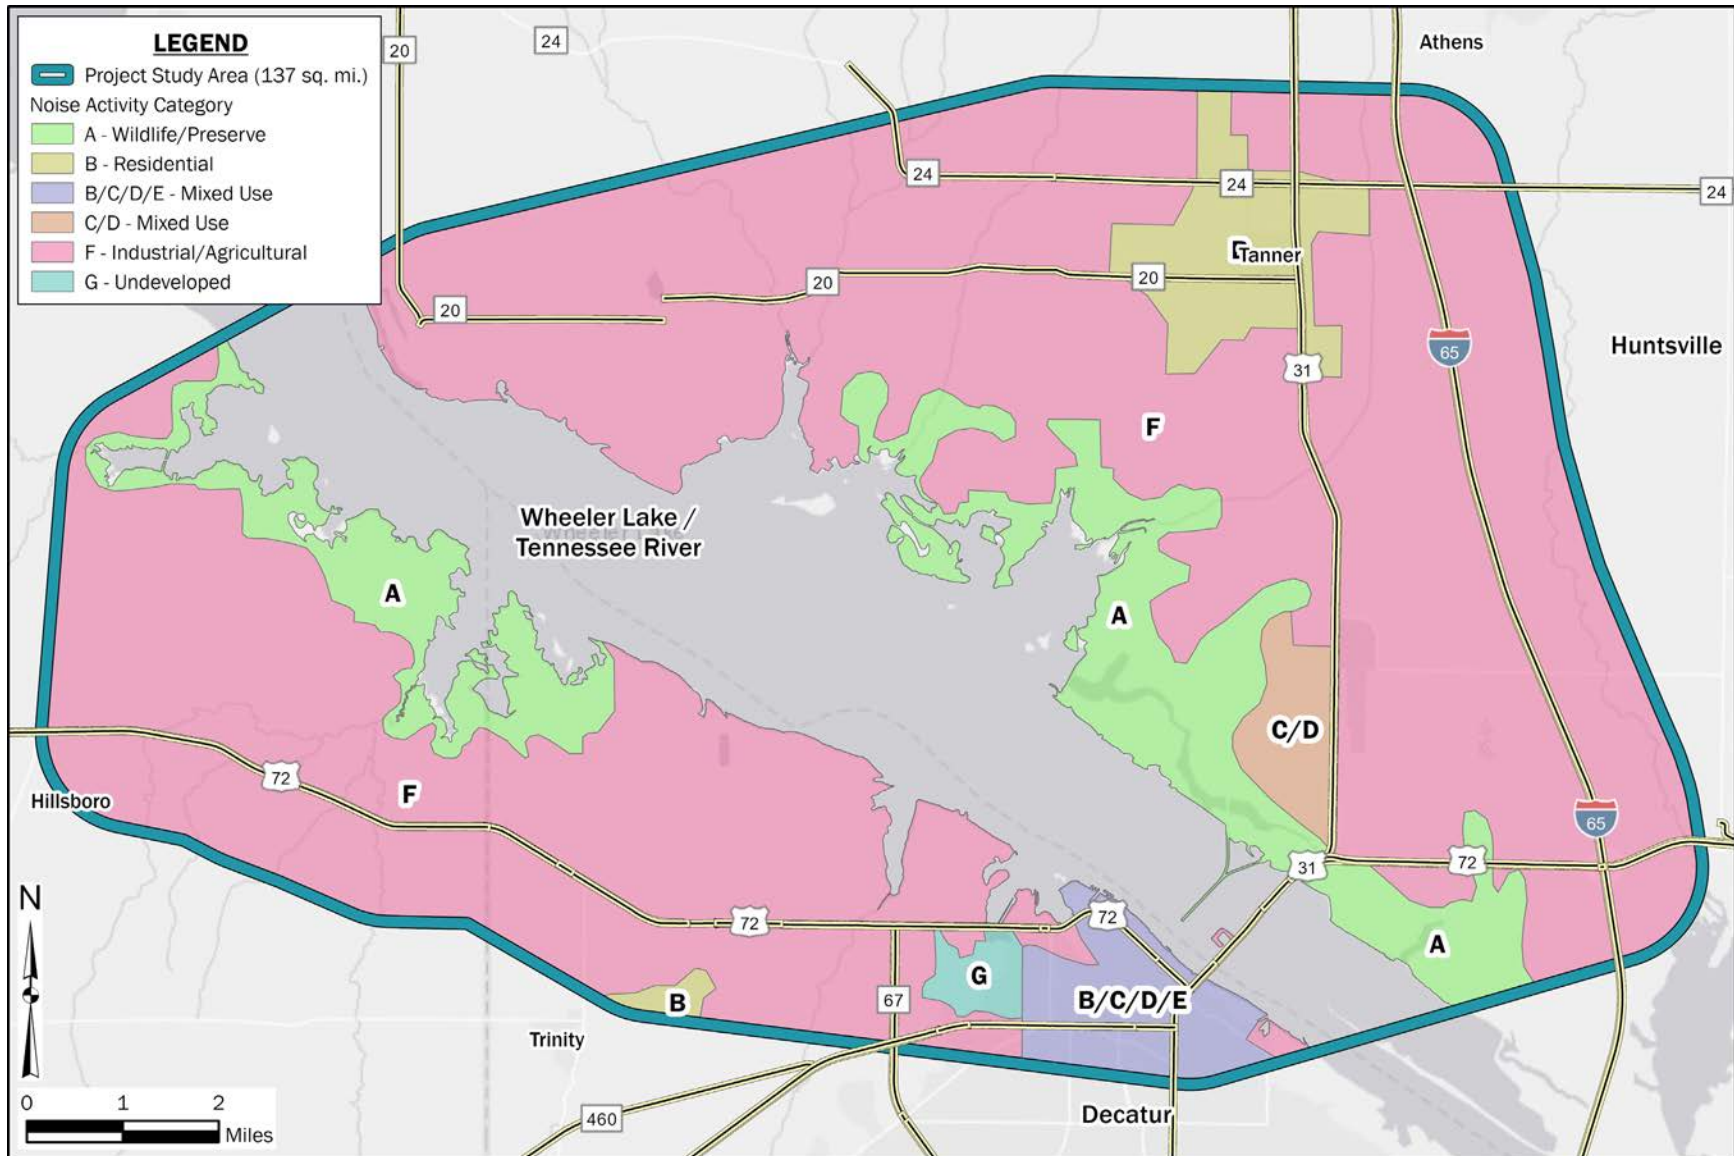 LEGEND
Project Study Area (137 sq. mi.)
Noise Activity Category
A - Wildlife/Preserve
B - Residential
B/C/D/E - Mixed Use
C/D - Mixed Use
F - Industrial/Agricultural
G - Undeveloped
20
24
Athens
24
24
24
Tanner
20
20
20
Huntsville
65
31
F
Wheeler Lake /
Tennessee River
A
A
C/D
72
F
Hillsboro
65
72
31
N
72
72
A
G
B/C/D/E
B
67
Trinity
0 1 2
Miles
460
Decatur